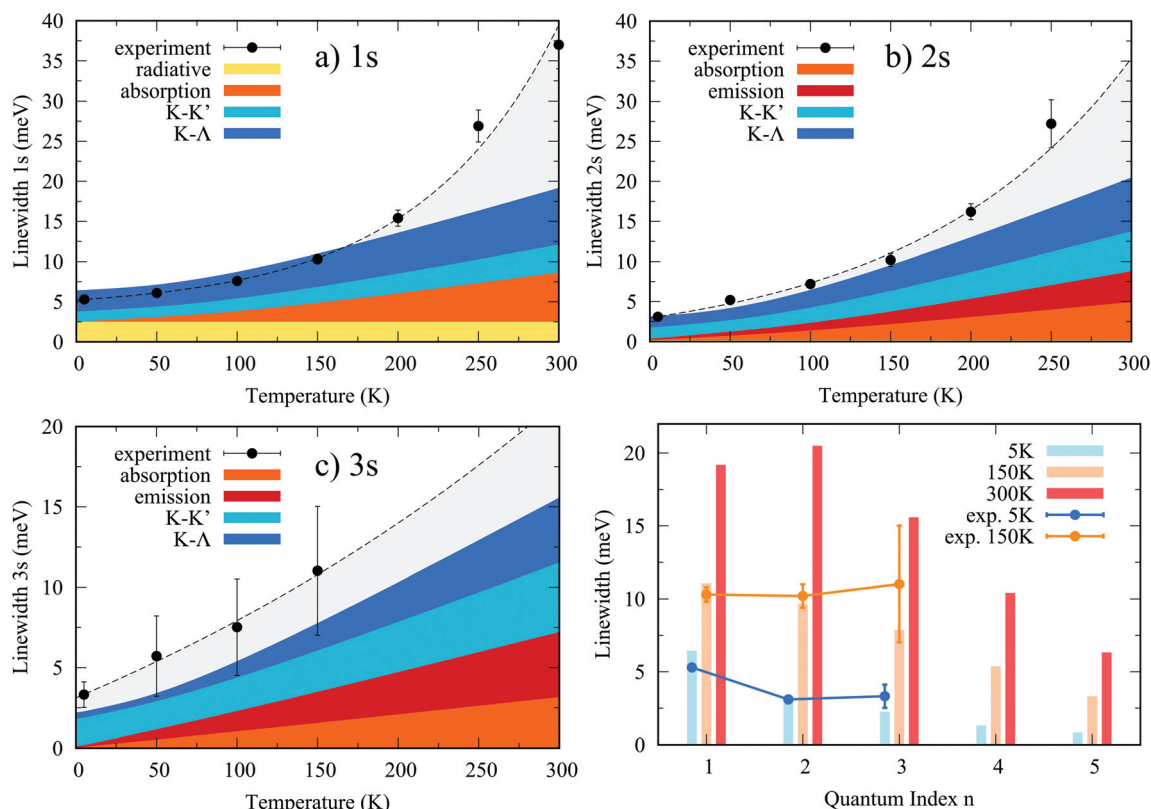 a) 1s
experiment
radiative
absorption
K-K'
K-Λ
Linewidth 1s (meV)
40
35
30
25
20
15
10
5
0
0 50 100 150 200 250 300
Temperature (K)
b) 2s
experiment
absorption
emission
K-K'
K-Λ
Linewidth 2s (meV)
40
35
30
25
20
15
10
5
0
0 50 100 150 200 250 300
Temperature (K)
c) 3s
experiment
absorption
emission
K-K'
K-Λ
Linewidth 3s (meV)
20
15
10
5
0
0 50 100 150 200 250 300
Temperature (K)
5K
150K
300K
exp. 5K
exp. 150K
Linewidth (meV)
20
15
10
5
0
1 2 3 4 5
Quantum Index n